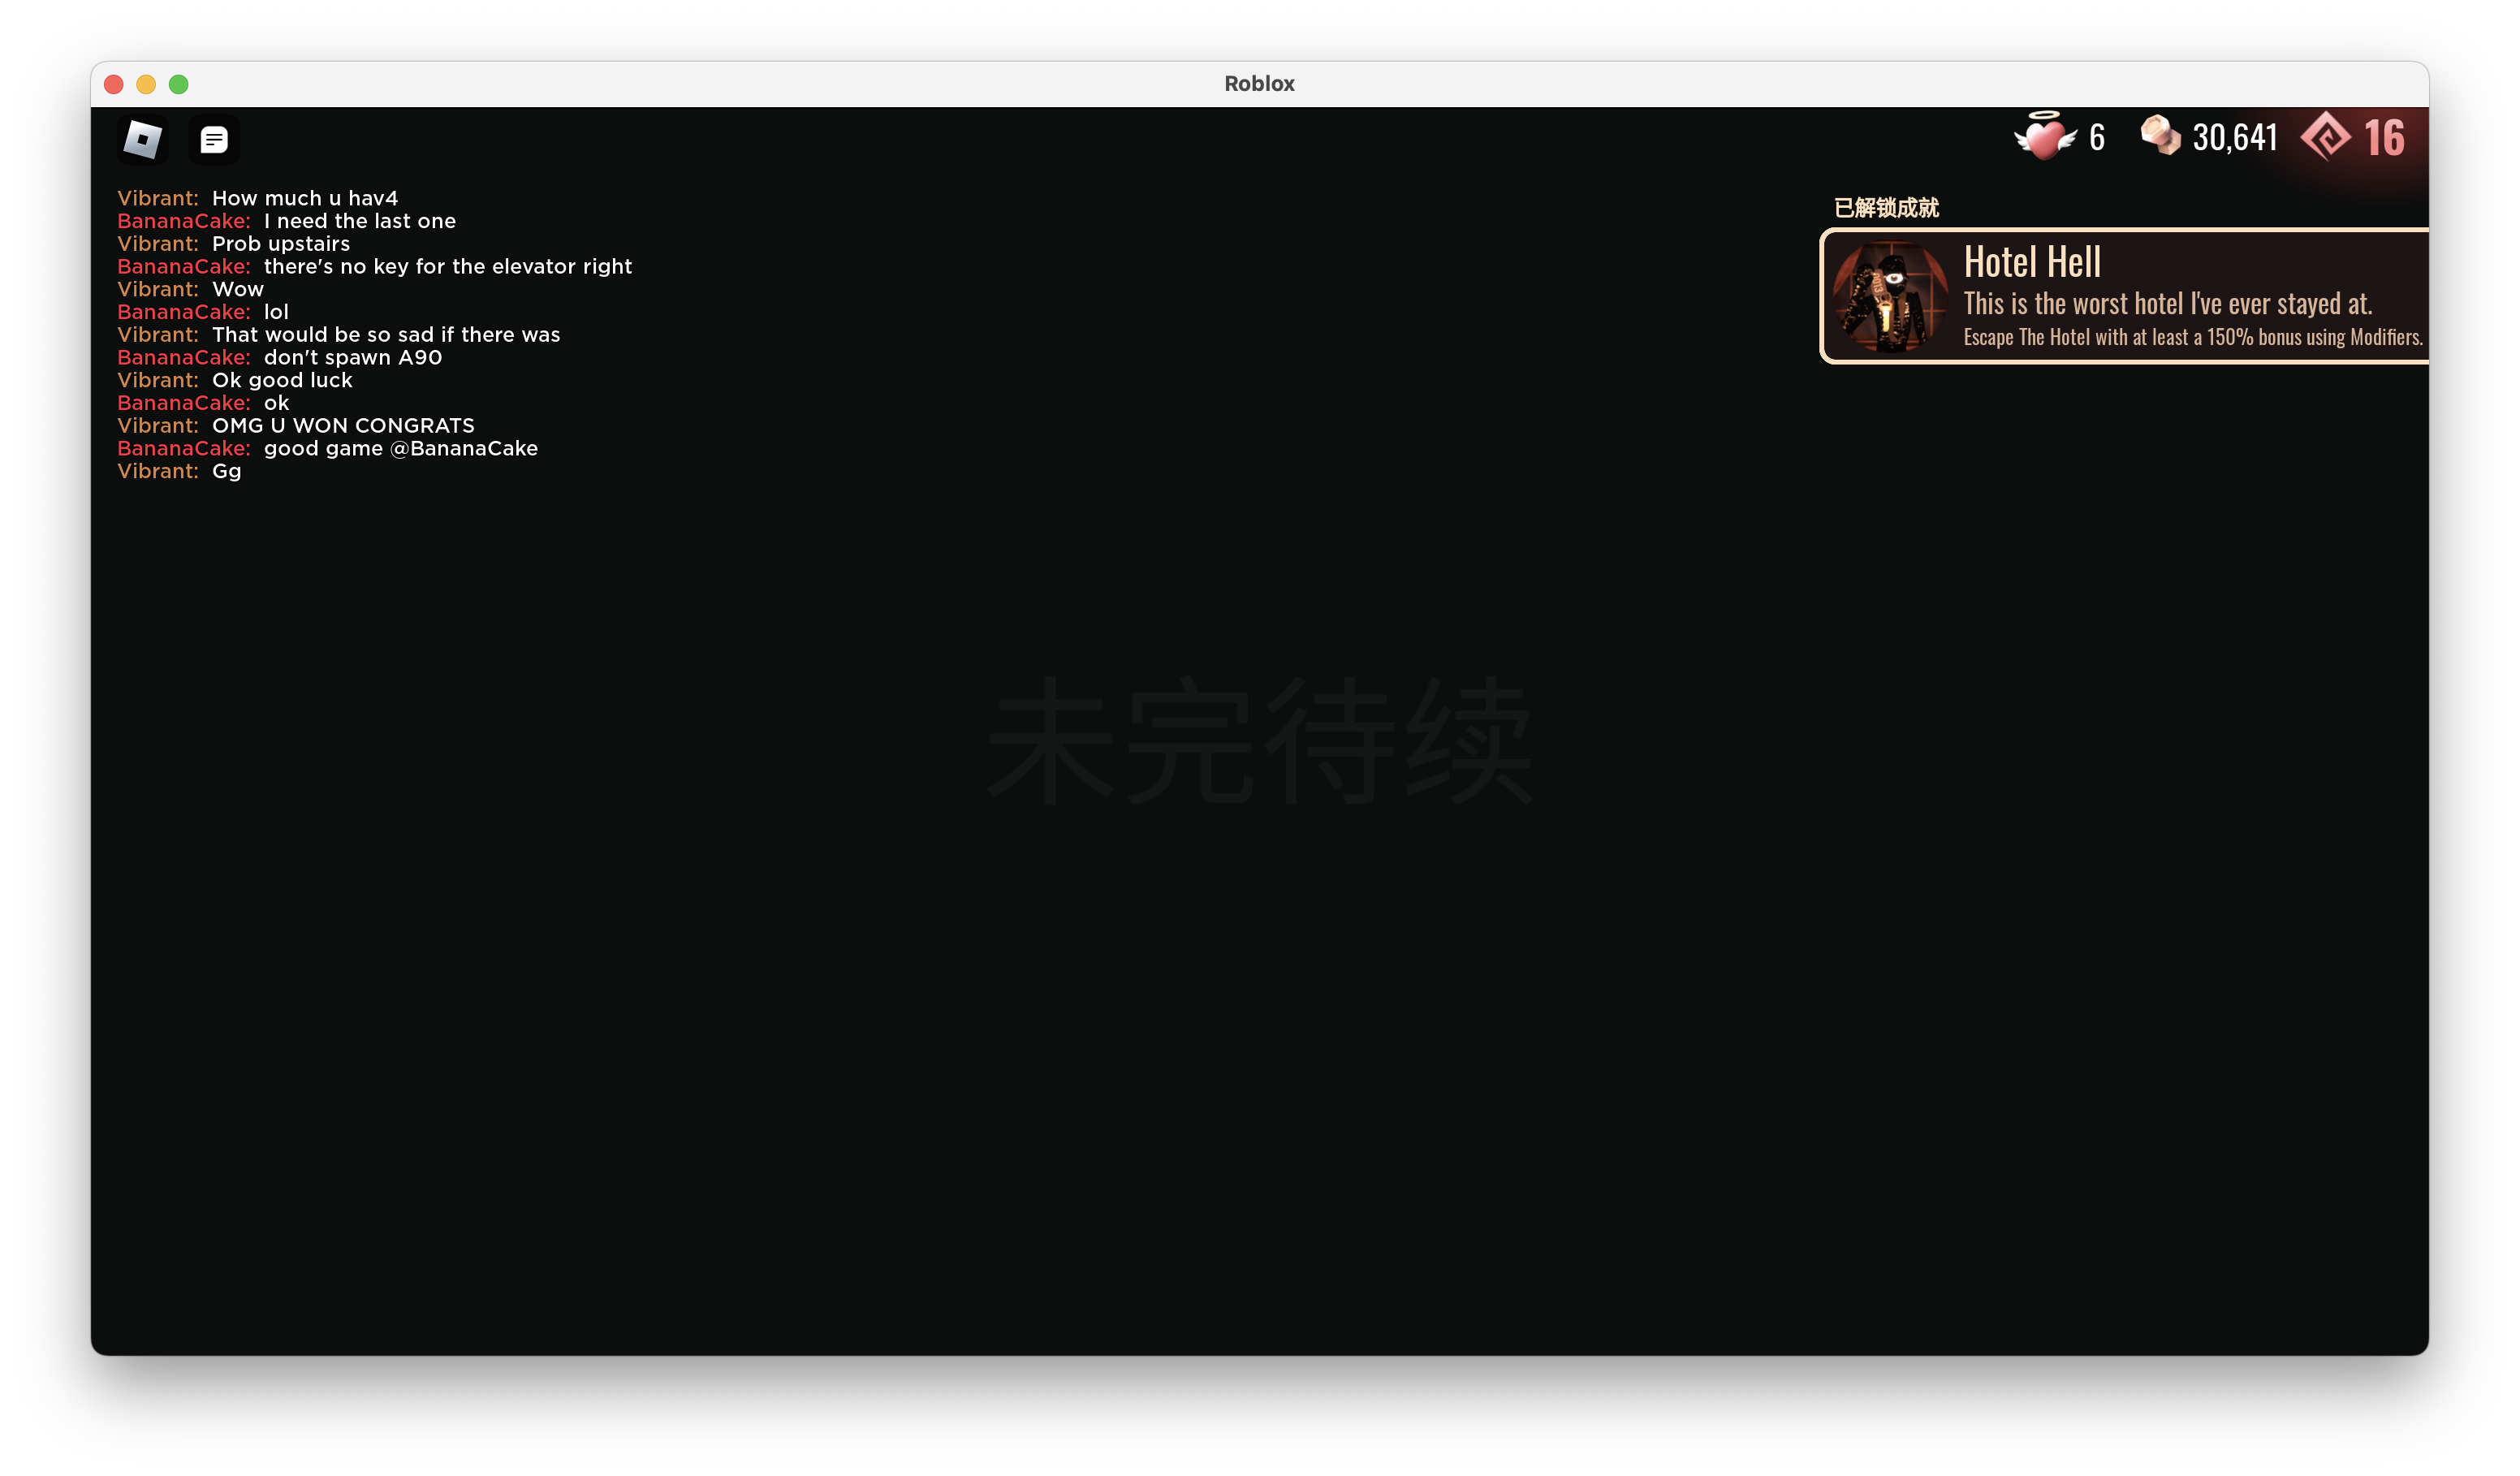 Roblox
6 30,641 16
Vibrant: How much u hav4
BananaCake: I need the last one
Vibrant: Prob upstairs
BananaCake: there's no key for the elevator right
Vibrant: Wow
BananaCake: lol
Vibrant: That would be so sad if there was
BananaCake: don't spawn A90
Vibrant: Ok good luck
BananaCake: ok
Vibrant: OMG U WON CONGRATS
BananaCake: good game @BananaCake
Vibrant: Gg
已解锁成就
Hotel Hell
This is the worst hotel I've ever stayed at.
Escape The Hotel with at least a 150% bonus using Modifiers.
未完待续